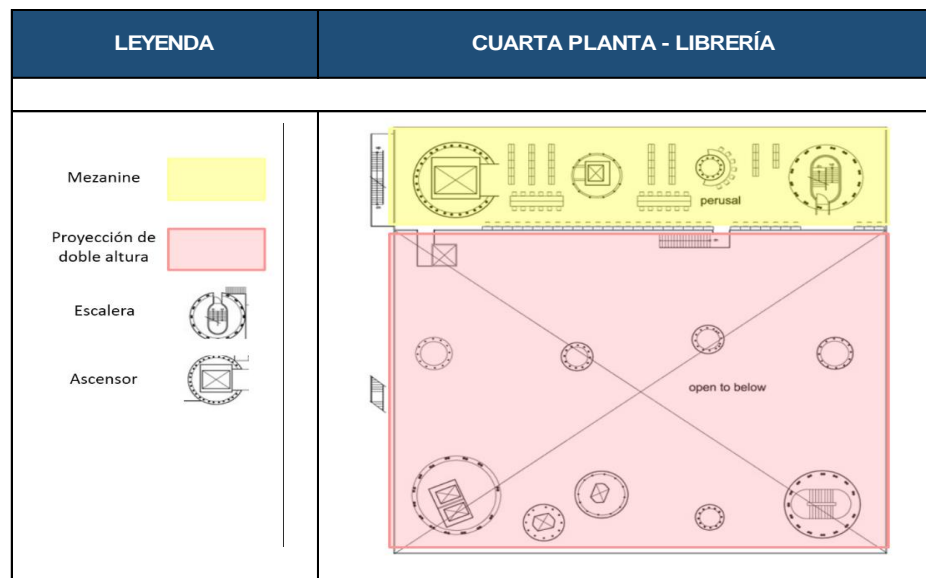 LEYENDA
CUARTA PLANTA - LIBRERÍA
Mezanine
Proyección de
doble altura
Escalera
Ascensor
perusal
open to below